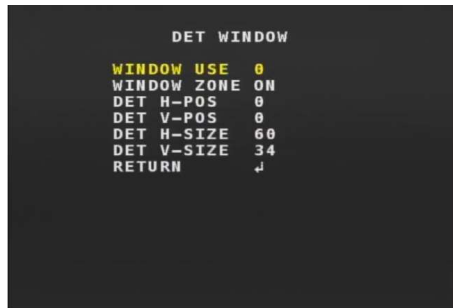 DET WINDOW
WINDOW USE 0
WINDOW ZONE ON
DET H-POS 0
DET V-POS 0
DET H-SIZE 60
DET V-SIZE 34
RETURN ↲